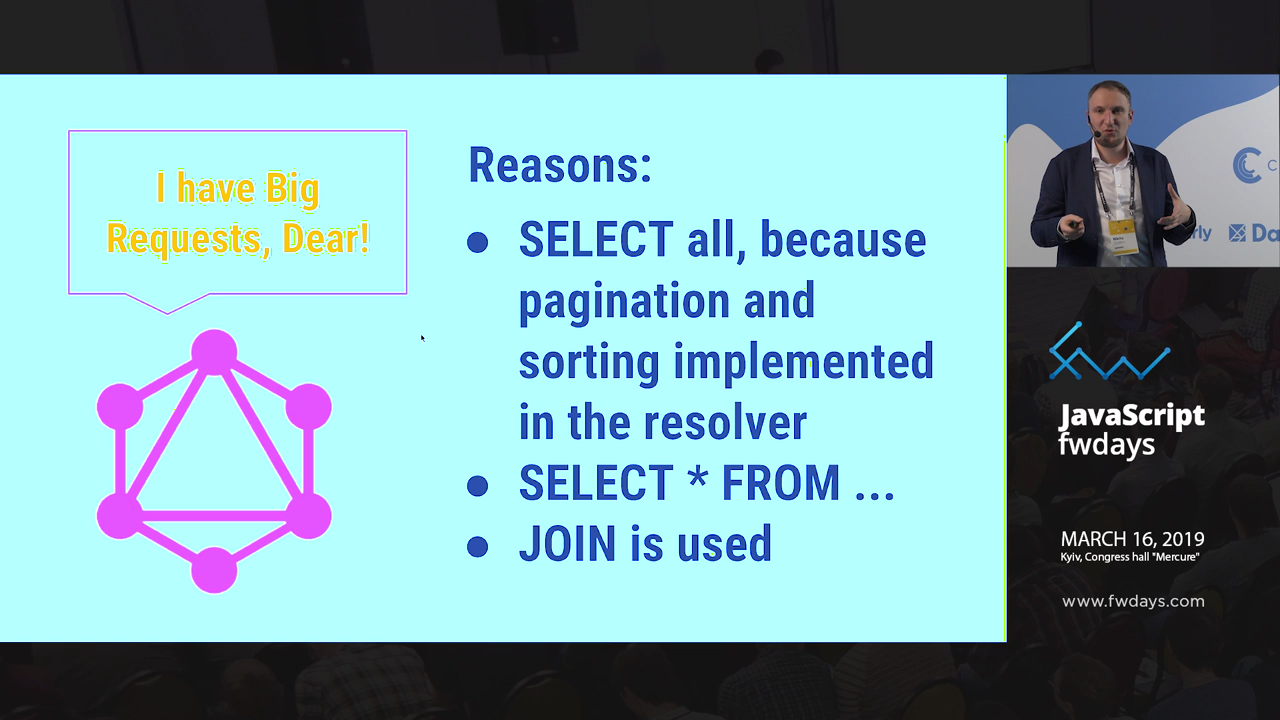 I have Big
Requests, Dear!
Reasons:
● SELECT all, because
pagination and
sorting implemented
in the resolver
● SELECT * FROM ...
● JOIN is used
JavaScript
fwdays
MARCH 16, 2019
Kyiv, Congress hall "Mercure"
www.fwdays.com